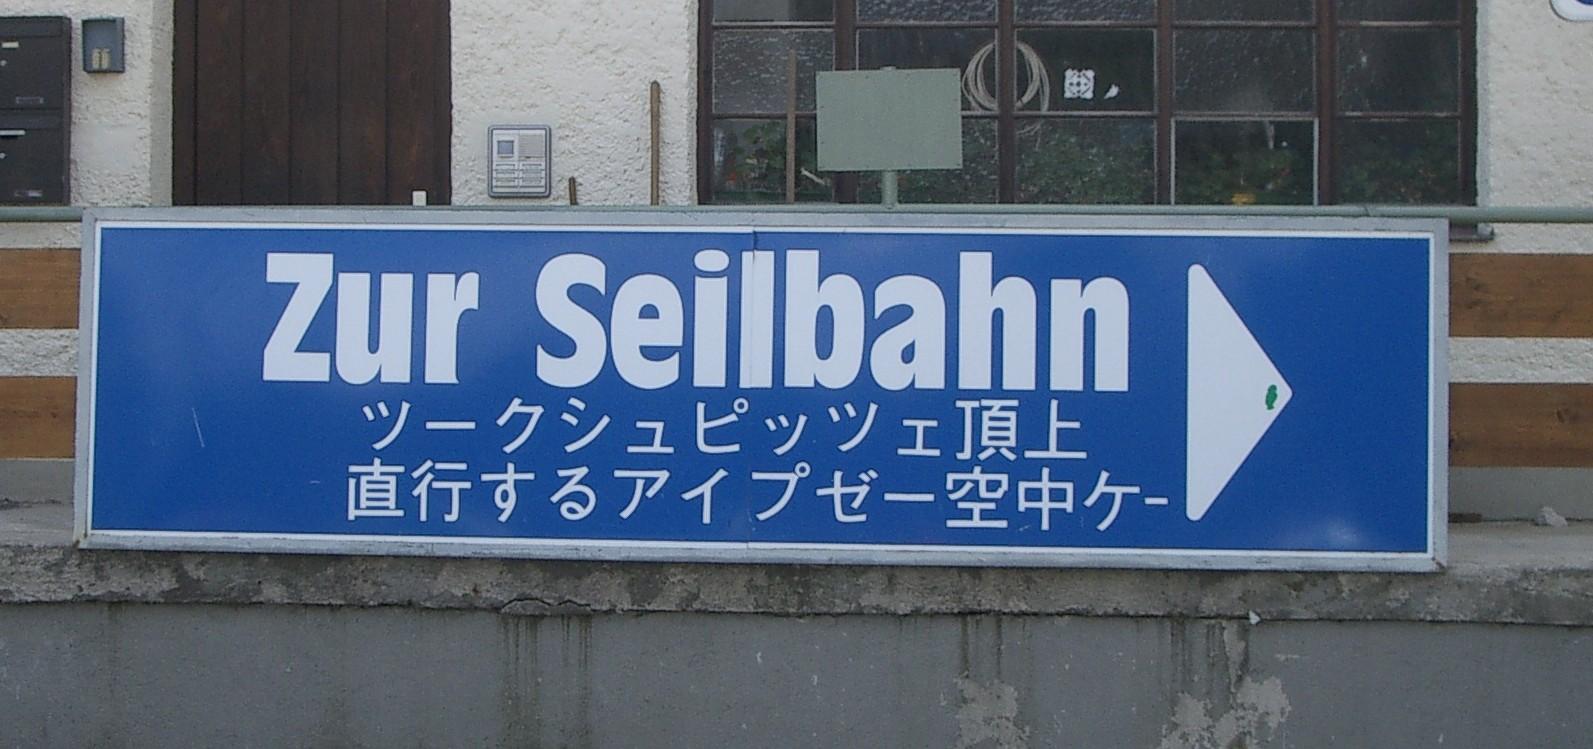 Zur Seilbahn
ツークシュピッツェ頂上
直行するアイプゼー空中ケー